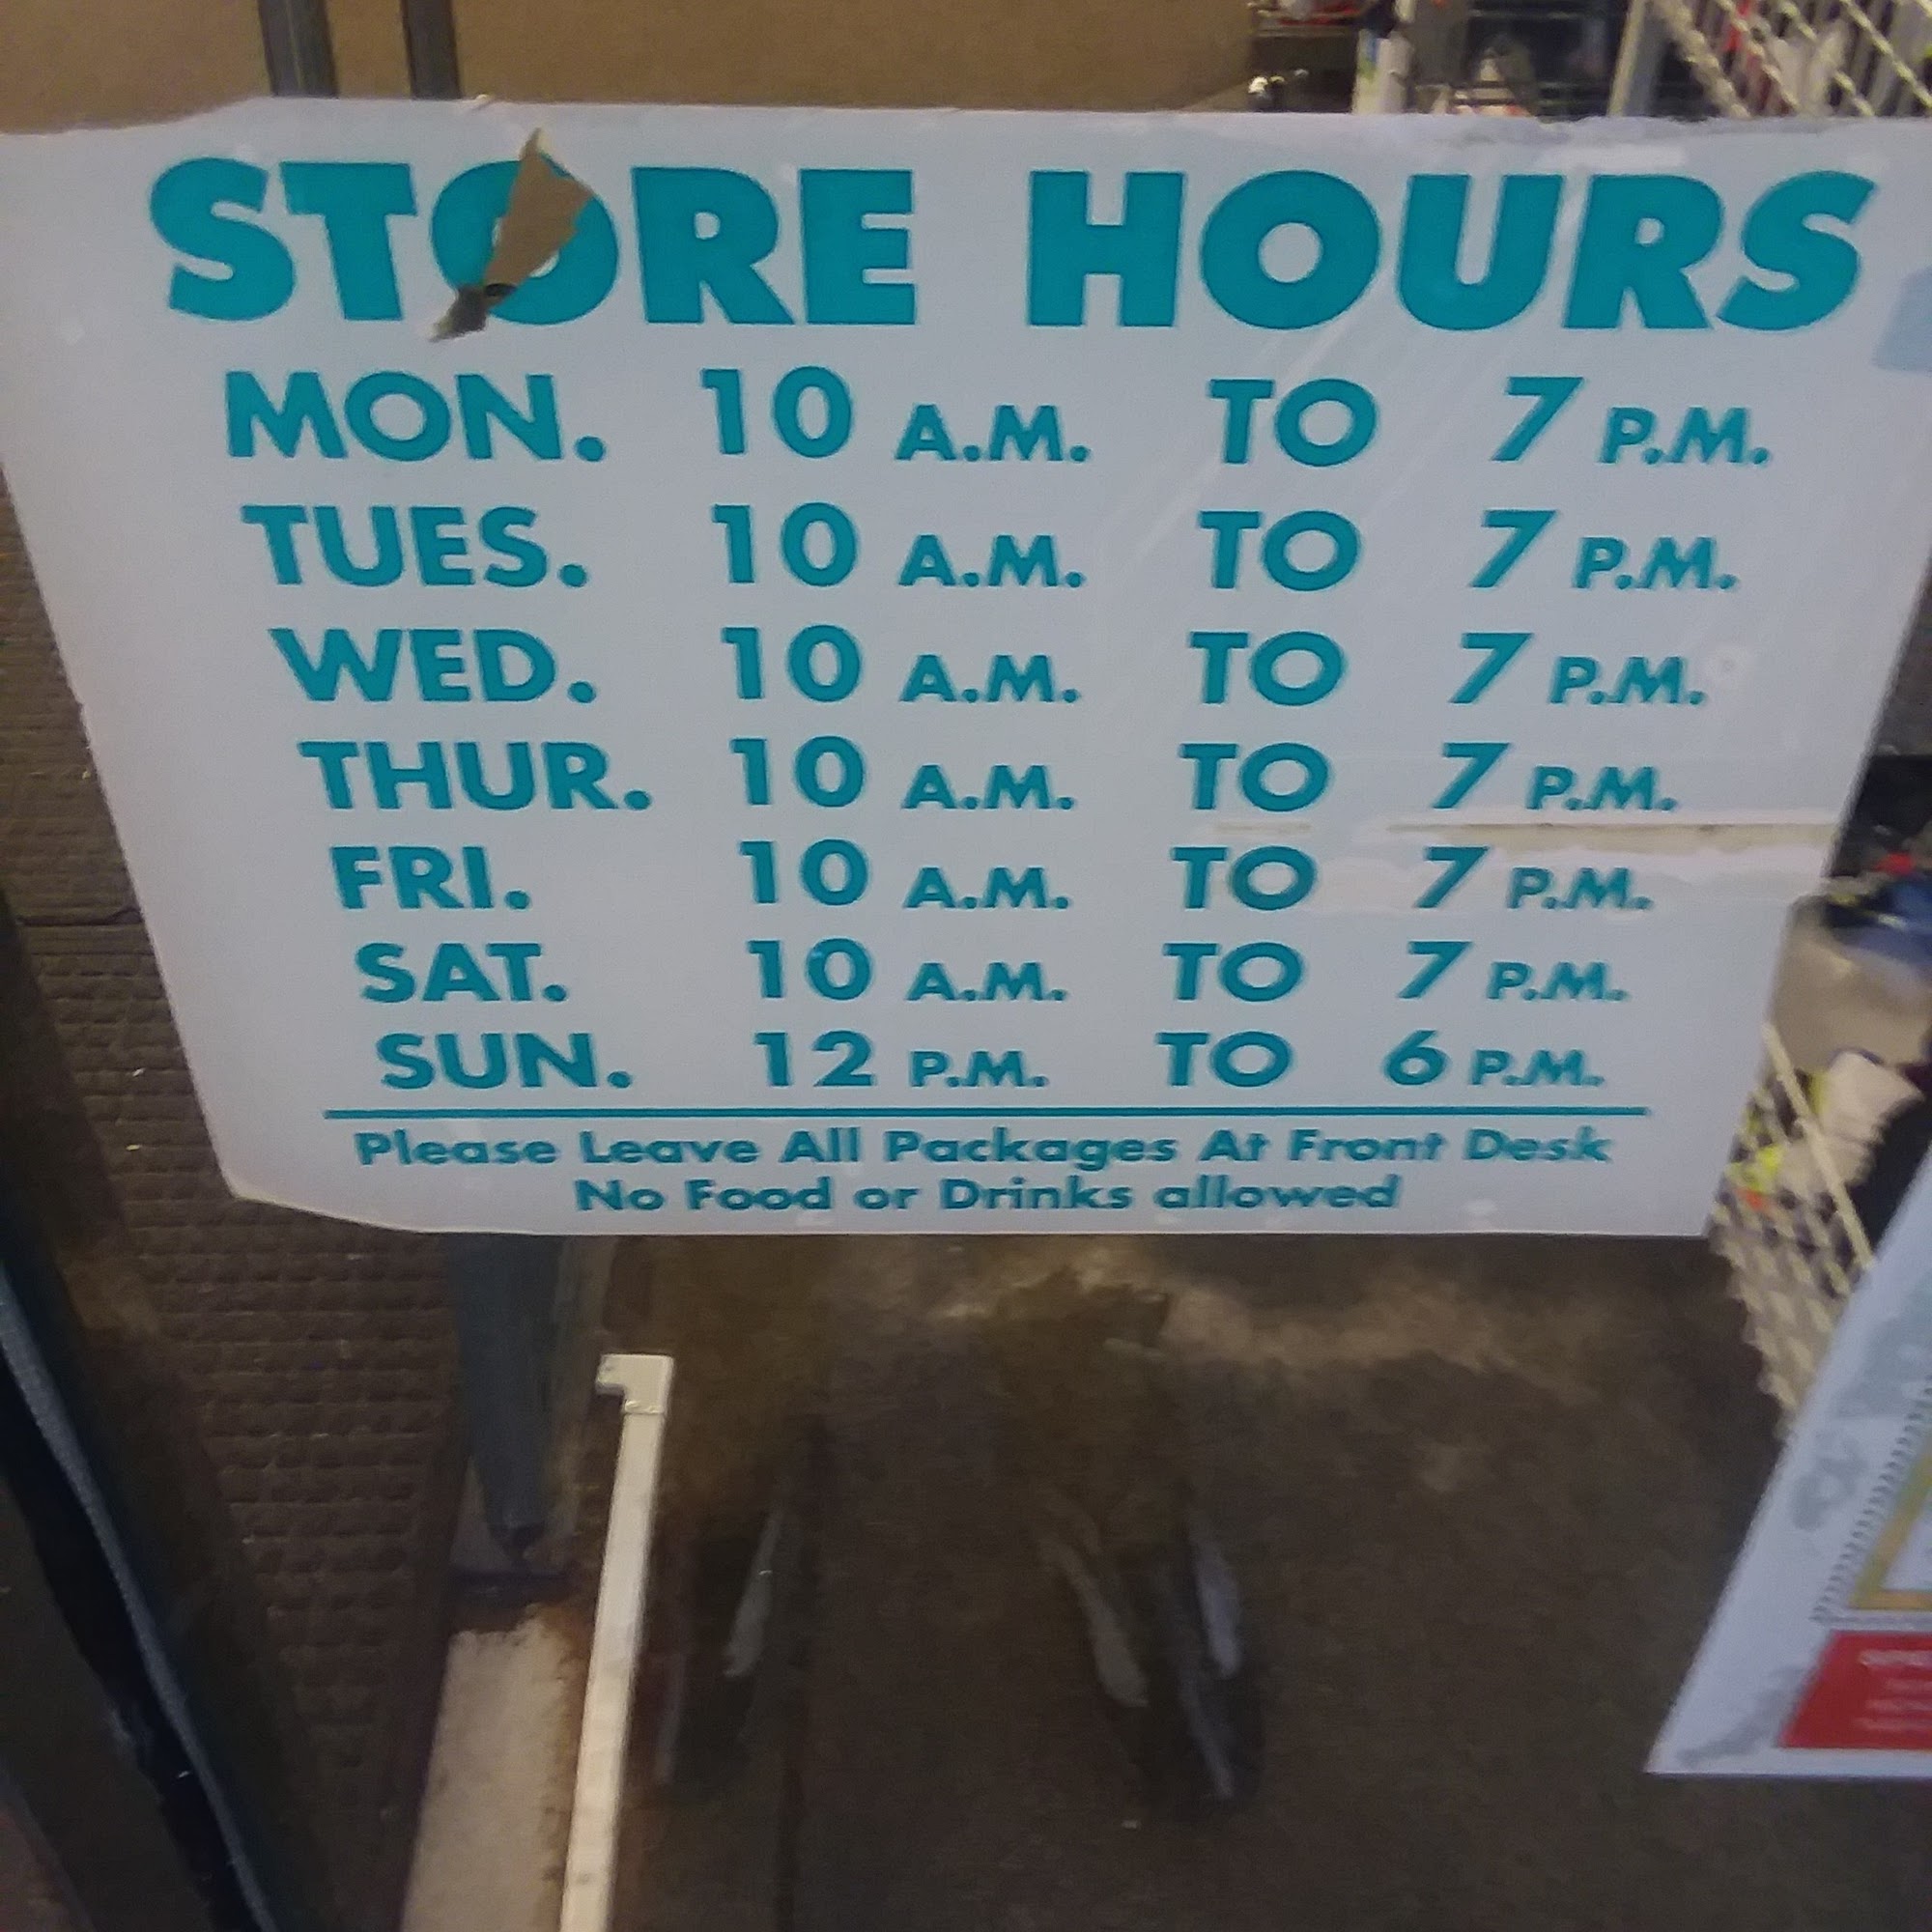 STORE HOURS
MON. 10 A.M. TO 7 P.M.
TUES. 10 A.M. TO 7 P.M.
WED. 10 A.M. TO 7 P.M.
THUR. 10 A.M. TO 7 P.M.
FRI. 10 A.M. TO 7 P.M.
SAT. 10 A.M. TO 7 P.M.
SUN. 12 P.M. TO 6 P.M.
Please Leave All Packages At Front Desk
No Food or Drinks allowed